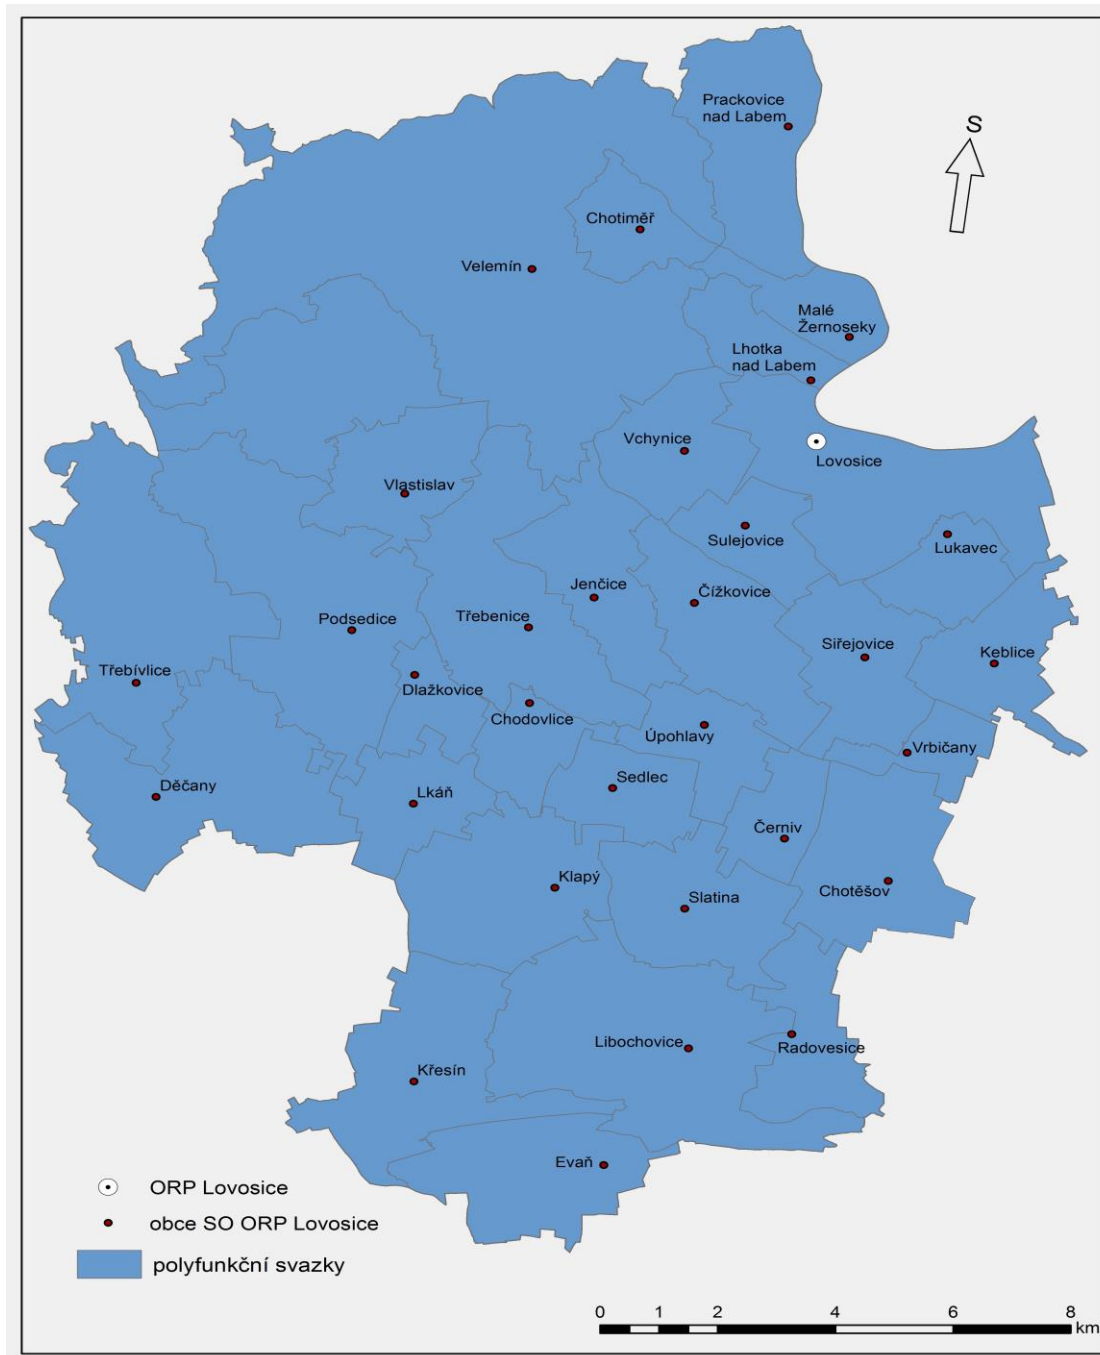 Prackovice
nad Labem
S
Chotiměř
Velemín
Malé
Žernoseky
Lhotka
nad Labem
Vchynice
Lovosice
Vlastislav
Sulejovice
Lukavec
Jenčice
Čížkovice
Podsedice
Třebenice
Siřejovice
Keblice
Třebívlice
Dlažkovice
Chodovlice
Úpohlavy
Vrbičany
Děčany
Lkáň
Sedlec
Černiv
Klapý
Slatina
Chotěšov
Libochovice
Radovesice
Křesín
Evaň
ORP Lovosice
obce SO ORP Lovosice
polyfunkční svazky
0 1 2 4 6 8
km